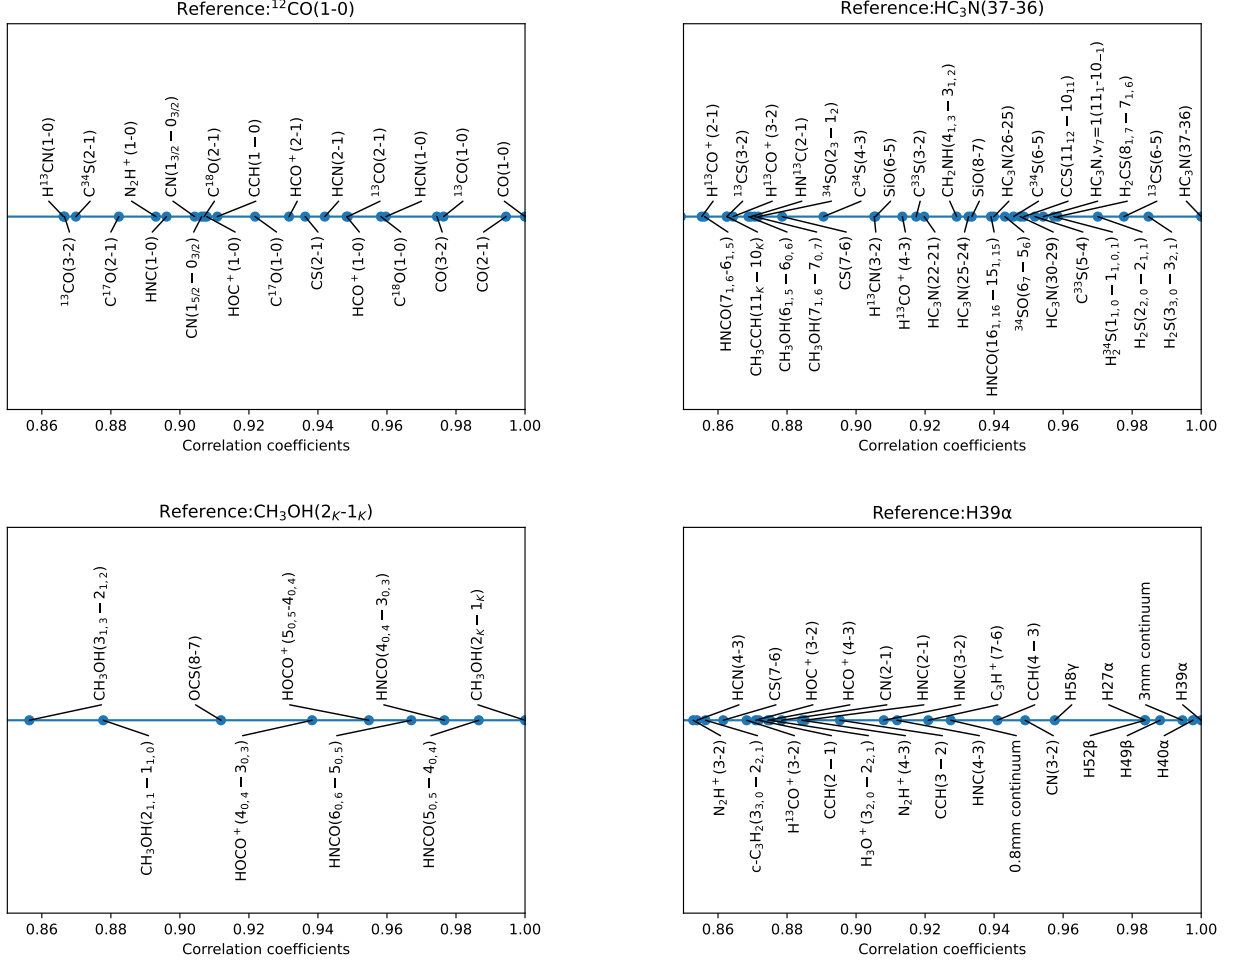 Reference:¹²CO(1-0)
H¹³CN(1-0)
C³⁴S(2-1)
N₂H⁺(1-0)
CN(1₃/₂ − 0₃/₂)
C¹⁸O(2-1)
CCH(1 − 0)
HCO⁺(2-1)
HCN(2-1)
¹³CO(2-1)
HCN(1-0)
¹³CO(1-0)
CO(1-0)
¹³CO(3-2)
C¹⁷O(2-1)
HNC(1-0)
CN(1₅/₂ − 0₃/₂)
HOC⁺(1-0)
C¹⁷O(1-0)
CS(2-1)
HCO⁺(1-0)
C¹⁸O(1-0)
CO(3-2)
CO(2-1)
0.86 0.88 0.90 0.92 0.94 0.96 0.98 1.00
Correlation coefficients
Reference:HC₃N(37-36)
H¹³CO⁺(2-1)
¹³CS(3-2)
H¹³CO⁺(3-2)
HN¹³C(2-1)
³⁴SO(2₃ − 1₂)
C³⁴S(4-3)
SiO(6-5)
C³³S(3-2)
CH₂NH(4₁,₃ − 3₁,₂)
SiO(8-7)
HC₃N(26-25)
C³⁴S(6-5)
CCS(11₁₂ − 10₁₁)
HC₃N,v₇=1(11₁-10₋₁)
H₂CS(8₁,₇ − 7₁,₆)
¹³CS(6-5)
HC₃N(37-36)
HNCO(7₁,₆-6₁,₅)
CH₃CCH(11_K − 10_K)
CH₃OH(6₁,₅ − 6₀,₆)
CH₃OH(7₁,₆ − 7₀,₇)
CS(7-6)
H¹³CN(3-2)
H¹³CO⁺(4-3)
HC₃N(22-21)
HC₃N(25-24)
HNCO(16₁,₁₆ − 15₁,₁₅)
³⁴SO(6₇ − 5₆)
HC₃N(30-29)
C³³S(5-4)
H₂³⁴S(1₁,₀ − 1₁,₀,₁)
H₂S(2₂,₀ − 2₁,₁)
H₂S(3₃,₀ − 3₂,₁)
0.86 0.88 0.90 0.92 0.94 0.96 0.98 1.00
Correlation coefficients
Reference:CH₃OH(2_K-1_K)
CH₃OH(3₁,₃ − 2₁,₂)
OCS(8-7)
HOCO⁺(5₀,₅-4₀,₄)
HNCO(4₀,₄ − 3₀,₃)
CH₃OH(2_K − 1_K)
CH₃OH(2₁,₁ − 1₁,₀)
HOCO⁺(4₀,₄ − 3₀,₃)
HNCO(6₀,₆ − 5₀,₅)
HNCO(5₀,₅ − 4₀,₄)
0.86 0.88 0.90 0.92 0.94 0.96 0.98 1.00
Correlation coefficients
Reference:H39α
HCN(4-3)
CS(7-6)
HOC⁺(3-2)
HCO⁺(4-3)
CN(2-1)
HNC(2-1)
HNC(3-2)
C₃H⁺(7-6)
CCH(4 − 3)
H58γ
H27α
3mm continuum
H39α
N₂H⁺(3-2)
c-C₃H₂(3₃,₀ − 2₂,₁)
H¹³CO⁺(3-2)
CCH(2 − 1)
H₃O⁺(3₂,₀ − 2₂,₁)
N₂H⁺(4-3)
CCH(3 − 2)
HNC(4-3)
0.8mm continuum
CN(3-2)
H52β
H49β
H40α
0.86 0.88 0.90 0.92 0.94 0.96 0.98 1.00
Correlation coefficients